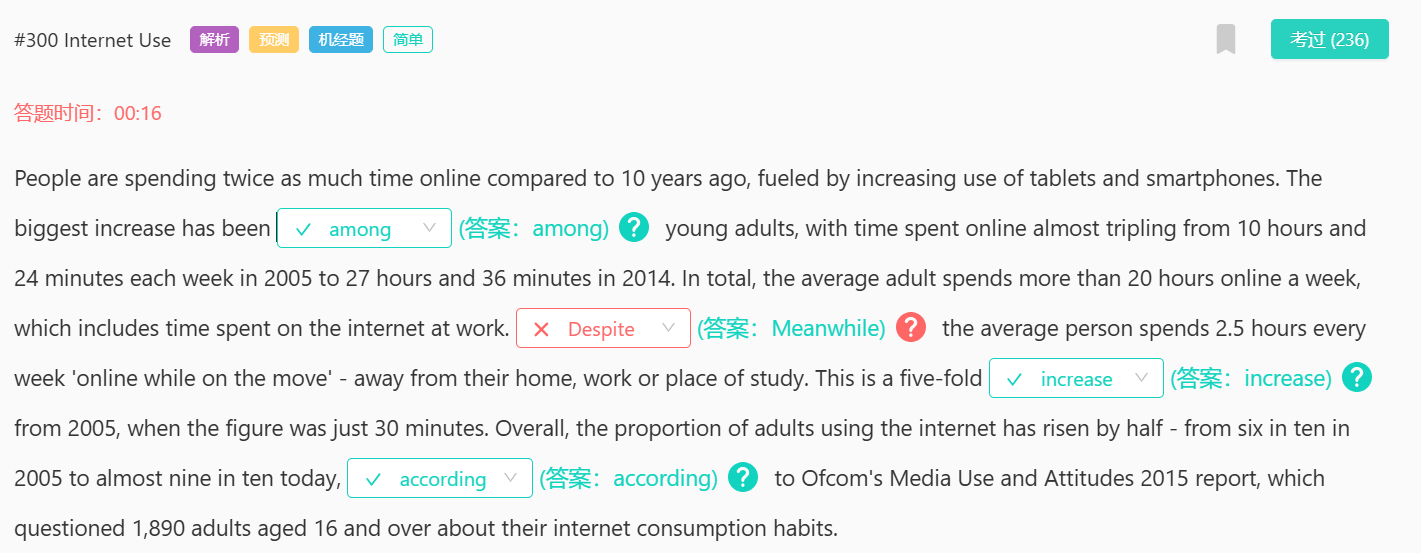 #300 Internet Use 解析 预测 机经题 简单 考过 (236)
答题时间：00:16
People are spending twice as much time online compared to 10 years ago, fueled by increasing use of tablets and smartphones. The
biggest increase has been among (答案：among) ? young adults, with time spent online almost tripling from 10 hours and
24 minutes each week in 2005 to 27 hours and 36 minutes in 2014. In total, the average adult spends more than 20 hours online a week,
which includes time spent on the internet at work. Despite (答案：Meanwhile) ? the average person spends 2.5 hours every
week 'online while on the move' - away from their home, work or place of study. This is a five-fold increase (答案：increase) ?
from 2005, when the figure was just 30 minutes. Overall, the proportion of adults using the internet has risen by half - from six in ten in
2005 to almost nine in ten today, according (答案：according) ? to Ofcom's Media Use and Attitudes 2015 report, which
questioned 1,890 adults aged 16 and over about their internet consumption habits.